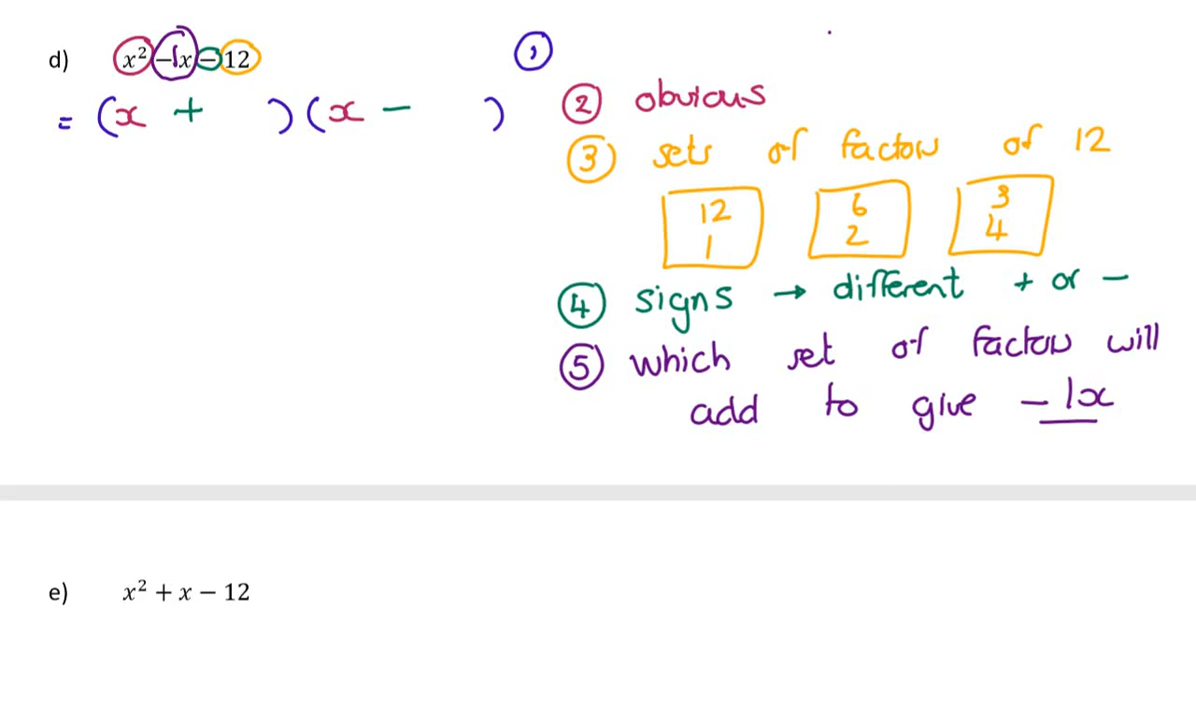 d) x² – 1x – 12
= (x + ) (x – )
①
② obvious
③ sets of factors of 12
12 6 3
1 2 4
④ signs → different + or –
⑤ which set of factors will
add to give – 1x
e) x² + x – 12